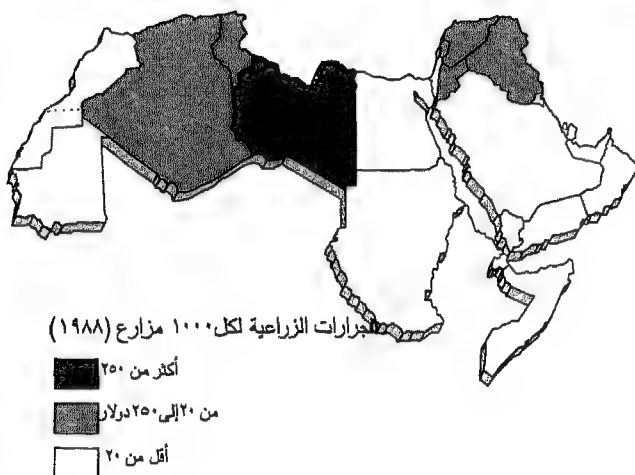 الجرارات الزراعية لكل ١٠٠٠ مزارع (١٩٨٨)
أكثر من ٢٥٠
من ٢٠ إلى ٢٥٠ دولار
أقل من ٢٠